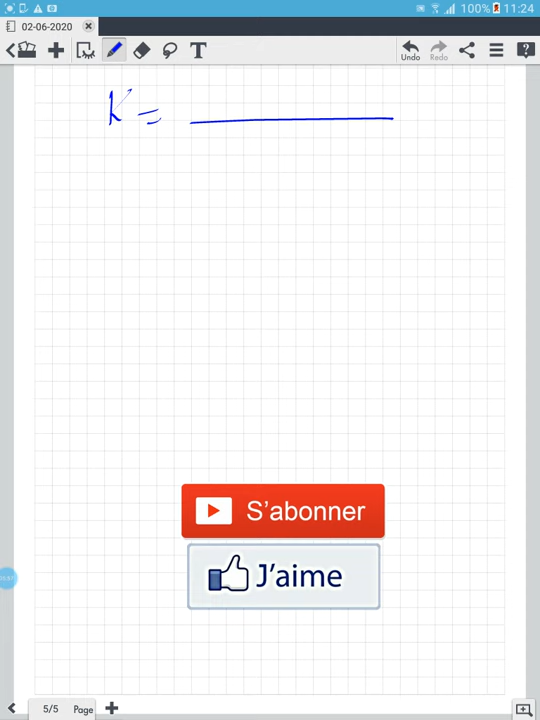 100% 11:24
02-06-2020
T
Undo Redo
K =
S'abonner
J'aime
5/5 Page